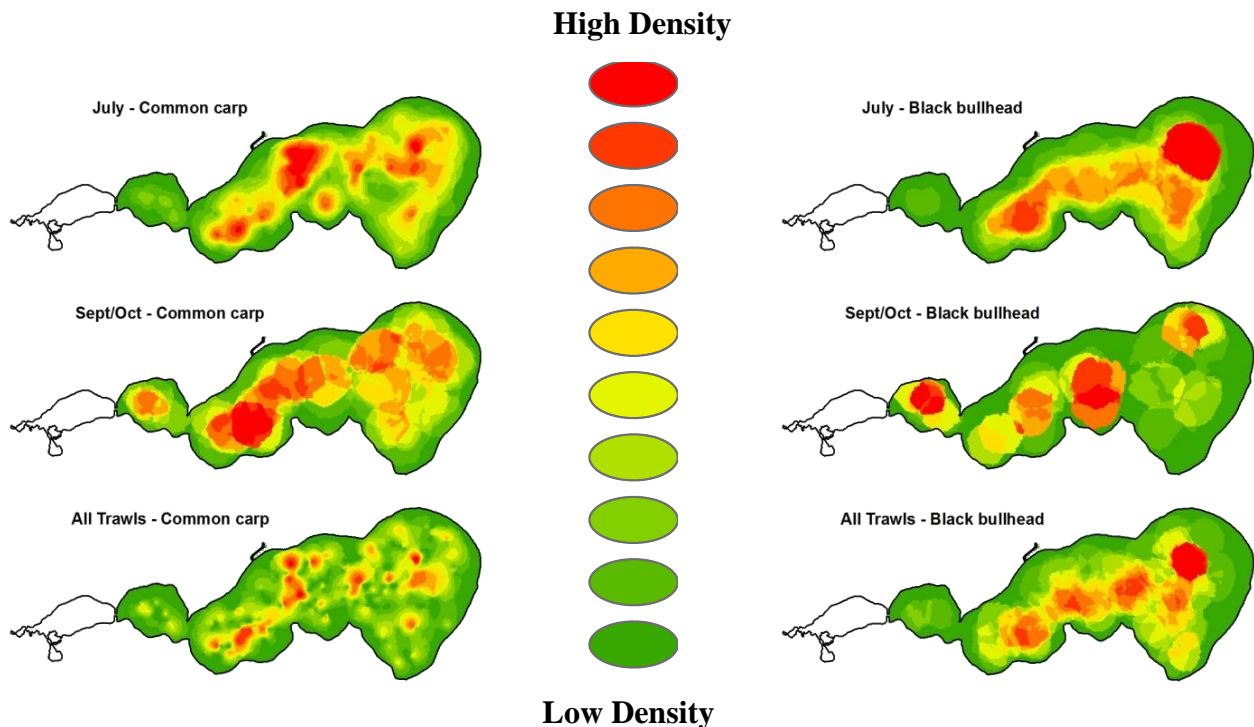 High Density
July - Common carp
July - Black bullhead
Sept/Oct - Common carp
Sept/Oct - Black bullhead
All Trawls - Common carp
All Trawls - Black bullhead
Low Density